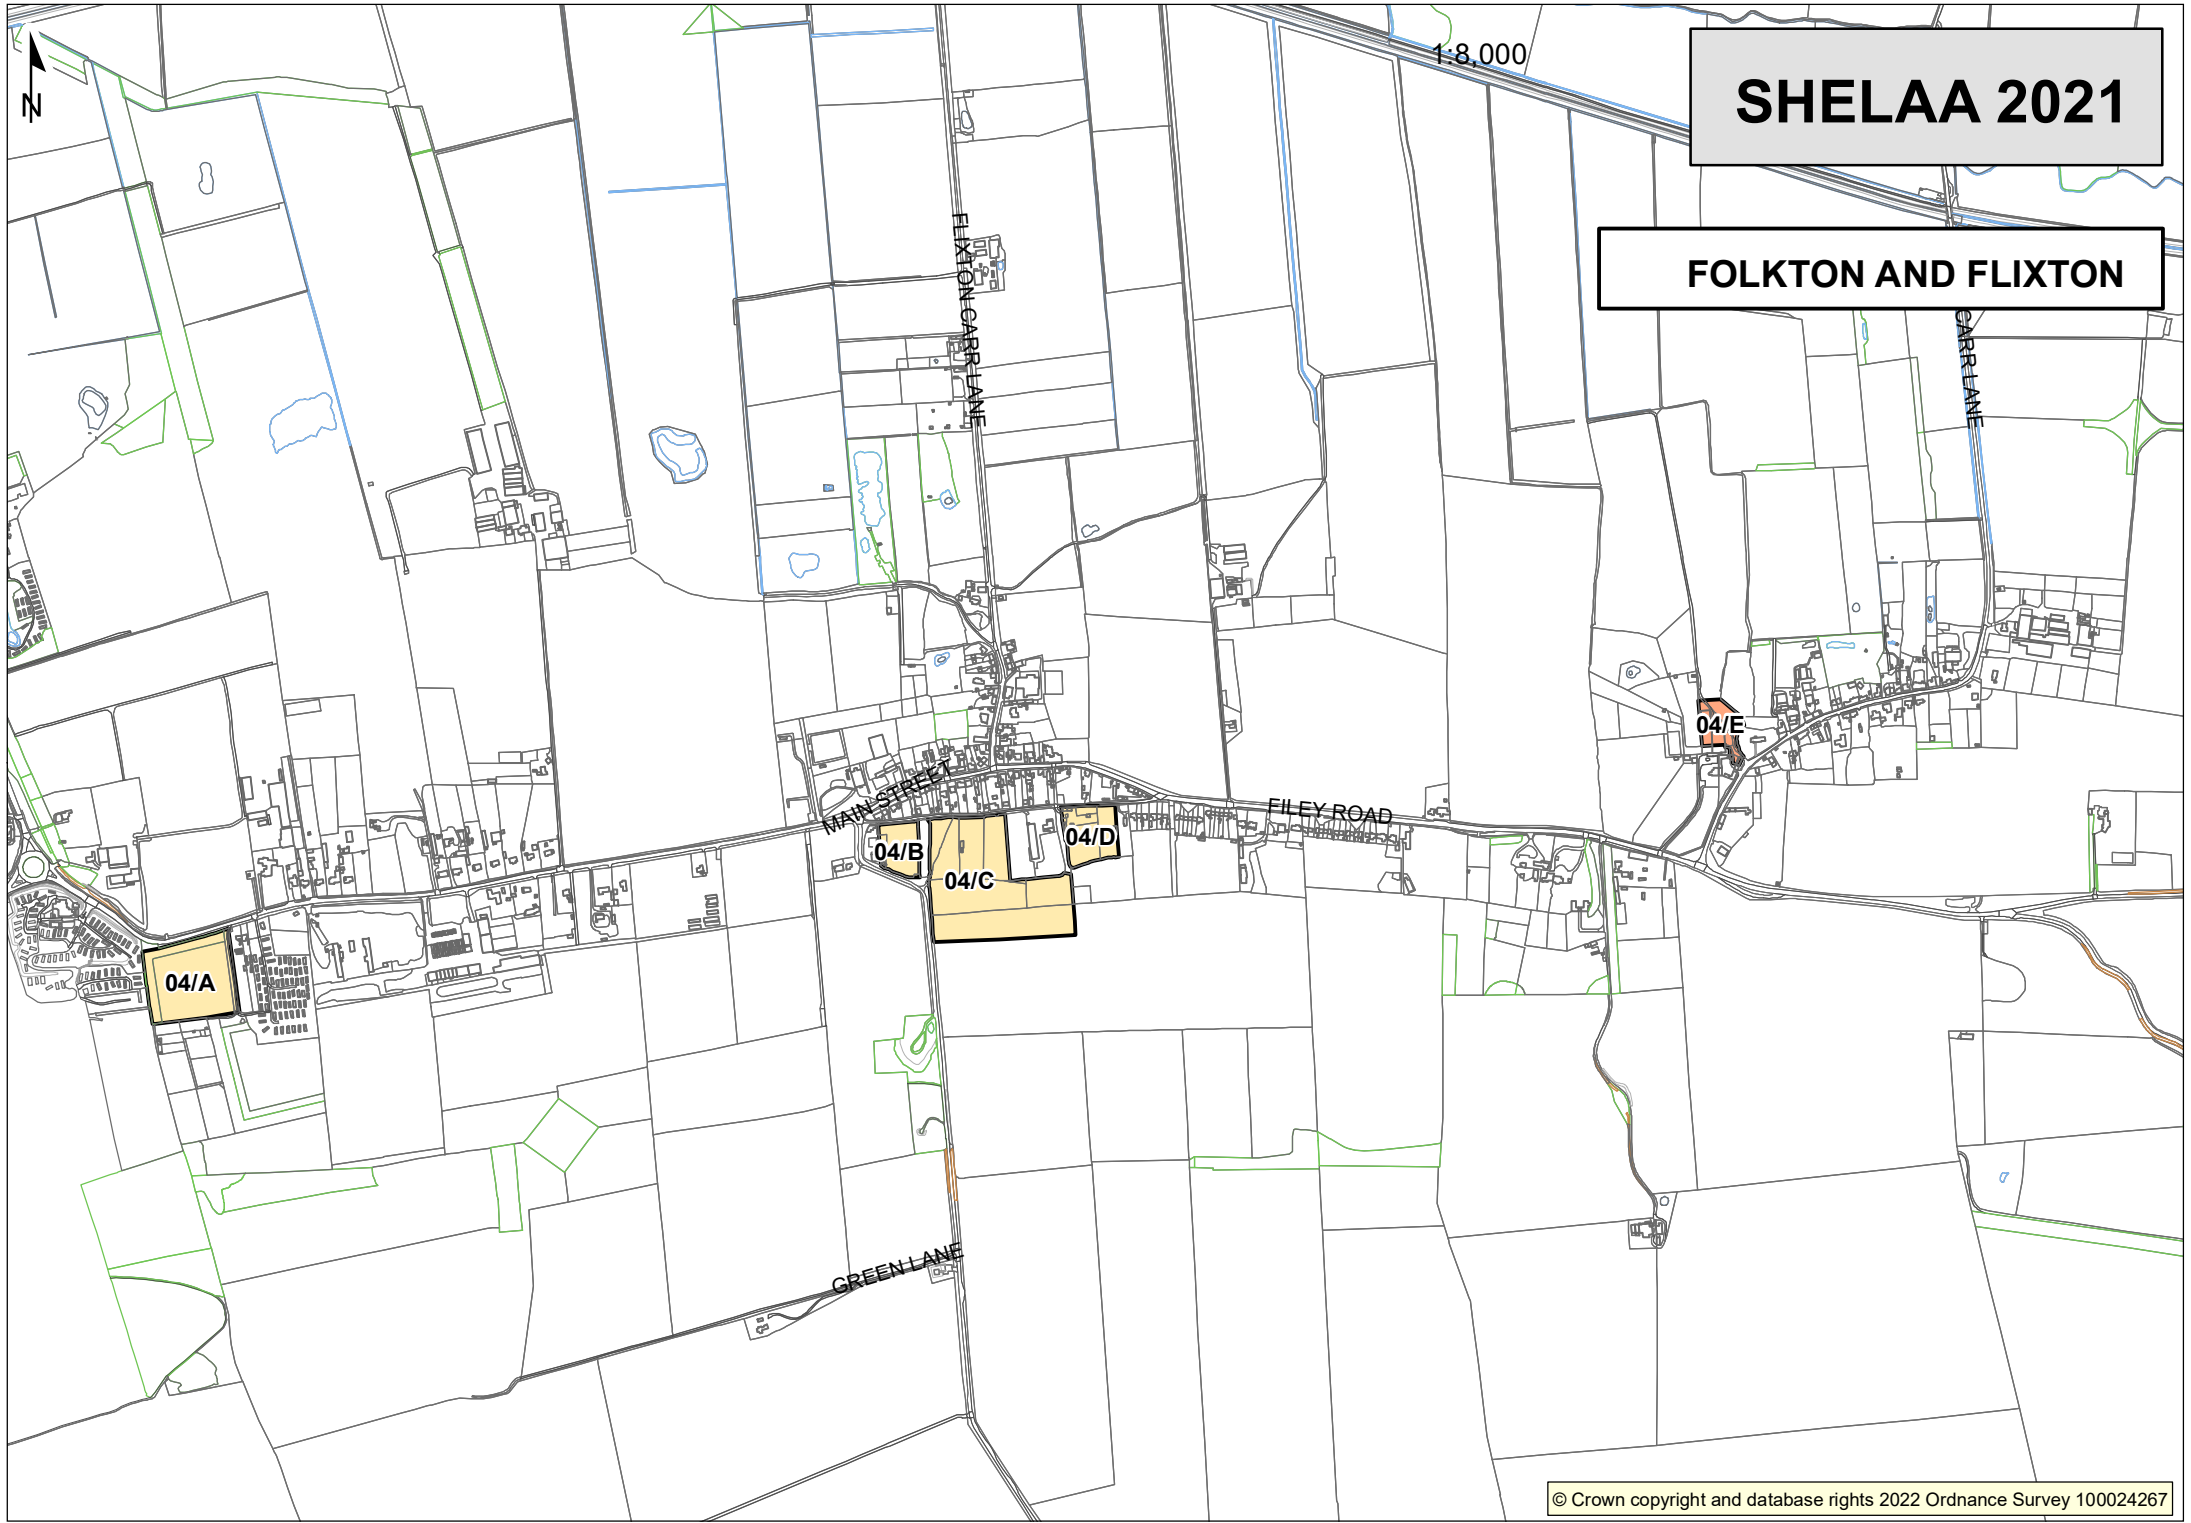 N
1:8,000
SHELAA 2021
FOLKTON AND FLIXTON
FLIXTON CARR LANE
CARR LANE
04/E
MAIN STREET
FILEY ROAD
04/B
04/C
04/D
04/A
GREEN LANE
© Crown copyright and database rights 2022 Ordnance Survey 100024267